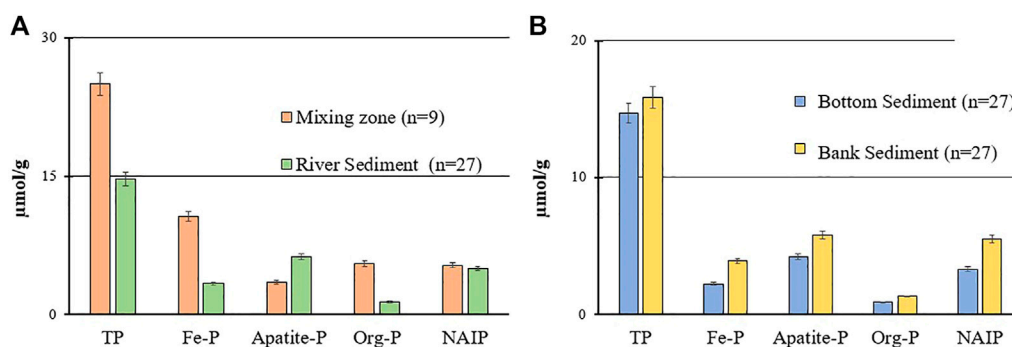 A
30
15
0
µmol/g
Mixing zone (n=9)
River Sediment (n=27)
TP Fe-P Apatite-P Org-P NAIP
B
20
10
0
µmol/g
Bottom Sediment (n=27)
Bank Sediment (n=27)
TP Fe-P Apatite-P Org-P NAIP